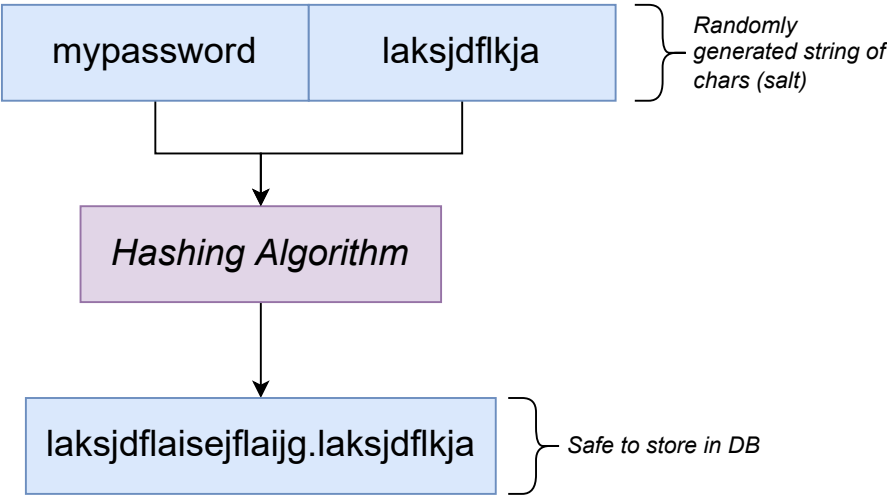 mypassword
laksjdflkja
Randomly
generated string of
chars (salt)
Hashing Algorithm
laksjdflaisejflaijg.laksjdflkja
Safe to store in DB